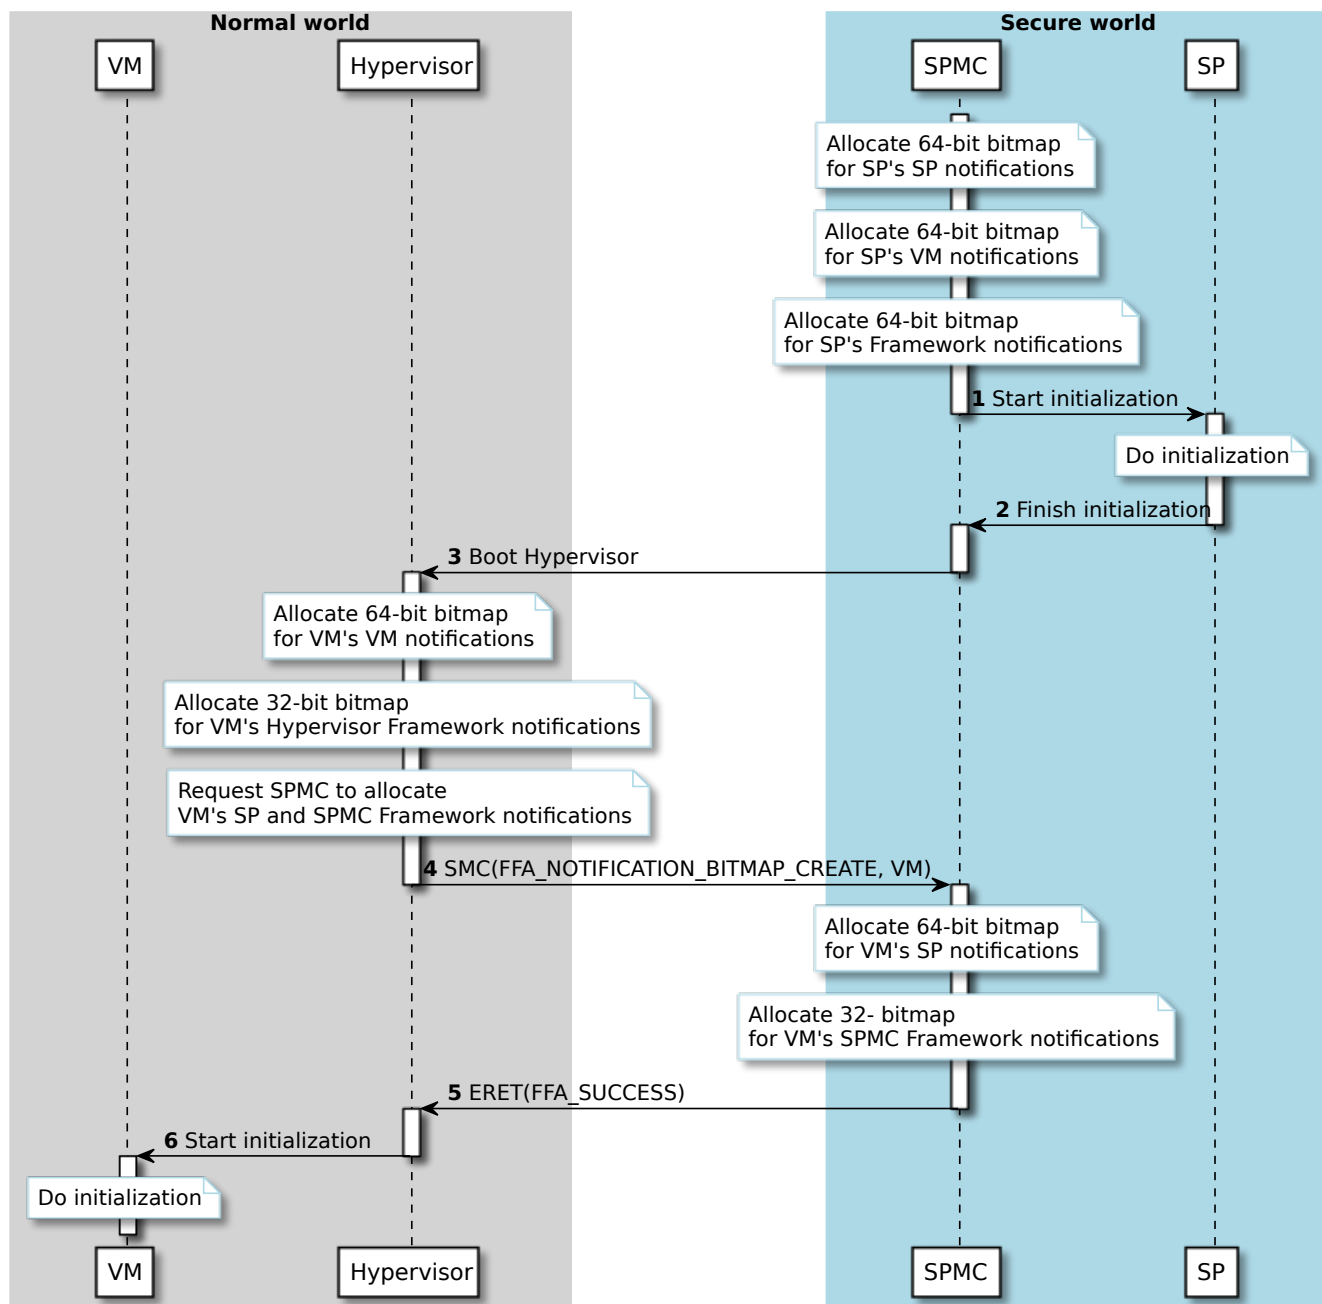 Normal world
Secure world
VM
Hypervisor
SPMC
SP
Allocate 64-bit bitmap
for SP's SP notifications
Allocate 64-bit bitmap
for SP's VM notifications
Allocate 64-bit bitmap
for SP's Framework notifications
1 Start initialization
Do initialization
2 Finish initialization
3 Boot Hypervisor
Allocate 64-bit bitmap
for VM's VM notifications
Allocate 32-bit bitmap
for VM's Hypervisor Framework notifications
Request SPMC to allocate
VM's SP and SPMC Framework notifications
4 SMC(FFA_NOTIFICATION_BITMAP_CREATE, VM)
Allocate 64-bit bitmap
for VM's SP notifications
Allocate 32- bitmap
for VM's SPMC Framework notifications
5 ERET(FFA_SUCCESS)
6 Start initialization
Do initialization
VM
Hypervisor
SPMC
SP